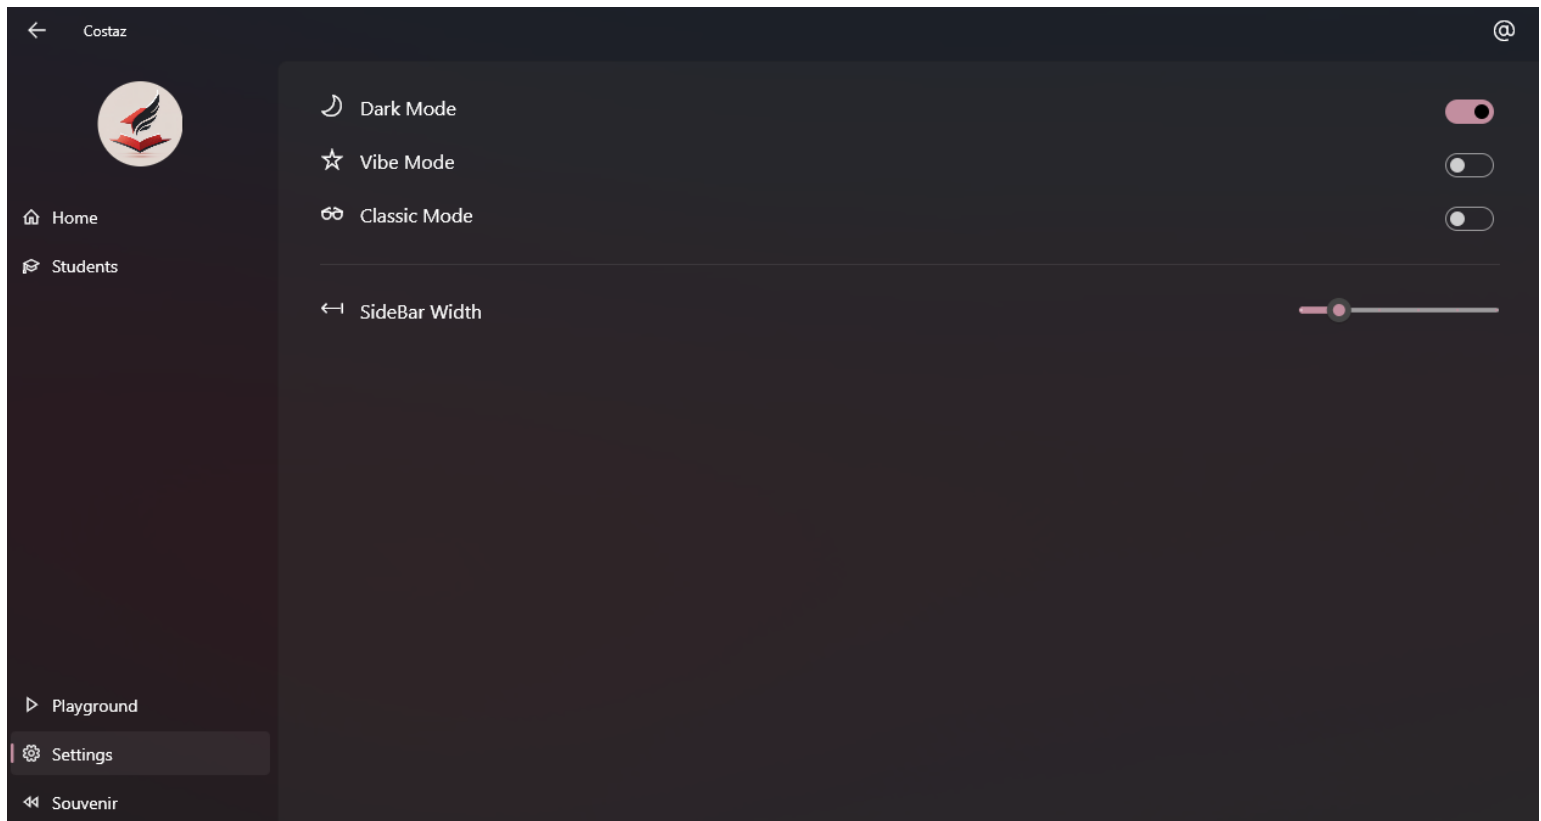 Costaz
@
Home
Students
Playground
Settings
Souvenir
Dark Mode
Vibe Mode
Classic Mode
SideBar Width